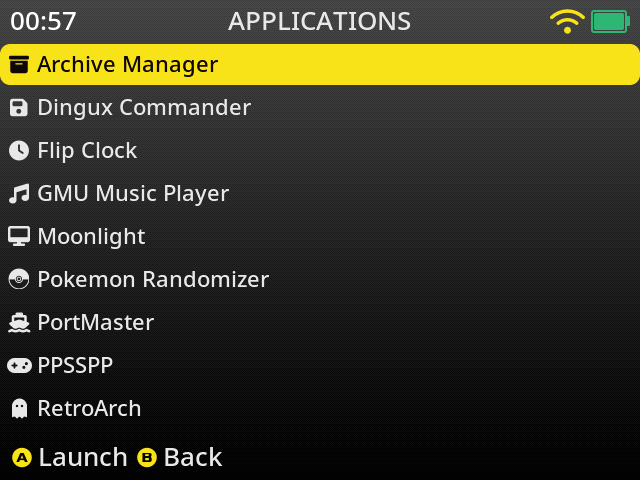 00:57 APPLICATIONS
Archive Manager
Dingux Commander
Flip Clock
GMU Music Player
Moonlight
Pokemon Randomizer
PortMaster
PPSSPP
RetroArch
A Launch B Back